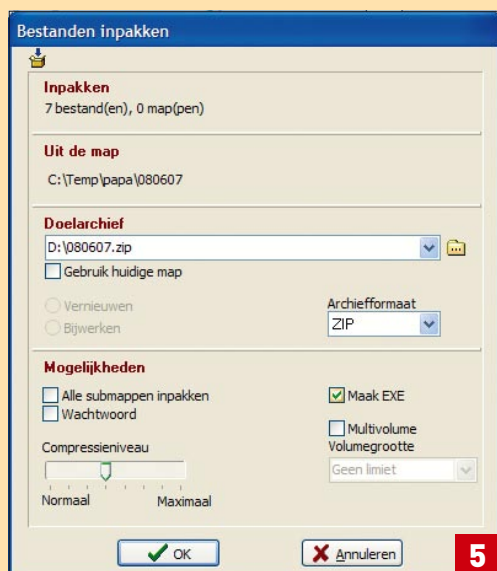 Bestanden inpakken
Inpakken
7 bestand(en), 0 map(pen)
Uit de map
C:\Temp\papa\080607
Doelarchief
D:\080607.zip
Gebruik huidige map
Vernieuwen
Bijwerken
Archiefformaat
ZIP
Mogelijkheden
Alle submappen inpakken
Wachtwoord
Maak EXE
Multivolume
Compressieniveau
Volumegrootte
Geen limiet
Normaal Maximaal
OK Annuleren
5